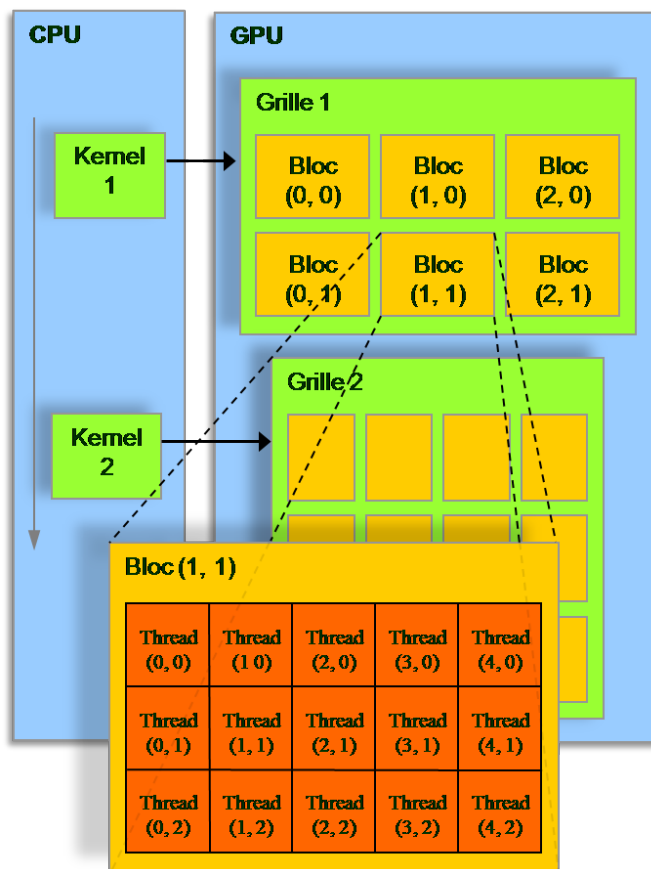 CPU
GPU
Grille 1
Kernel
1
Bloc
(0, 0)
Bloc
(1, 0)
Bloc
(2, 0)
Bloc
(0, 1)
Bloc
(1, 1)
Bloc
(2, 1)
Grille 2
Kernel
2
Bloc (1, 1)
Thread
(0, 0)
Thread
(1 0)
Thread
(2, 0)
Thread
(3, 0)
Thread
(4, 0)
Thread
(0, 1)
Thread
(1, 1)
Thread
(2, 1)
Thread
(3, 1)
Thread
(4, 1)
Thread
(0, 2)
Thread
(1, 2)
Thread
(2, 2)
Thread
(3, 2)
Thread
(4, 2)